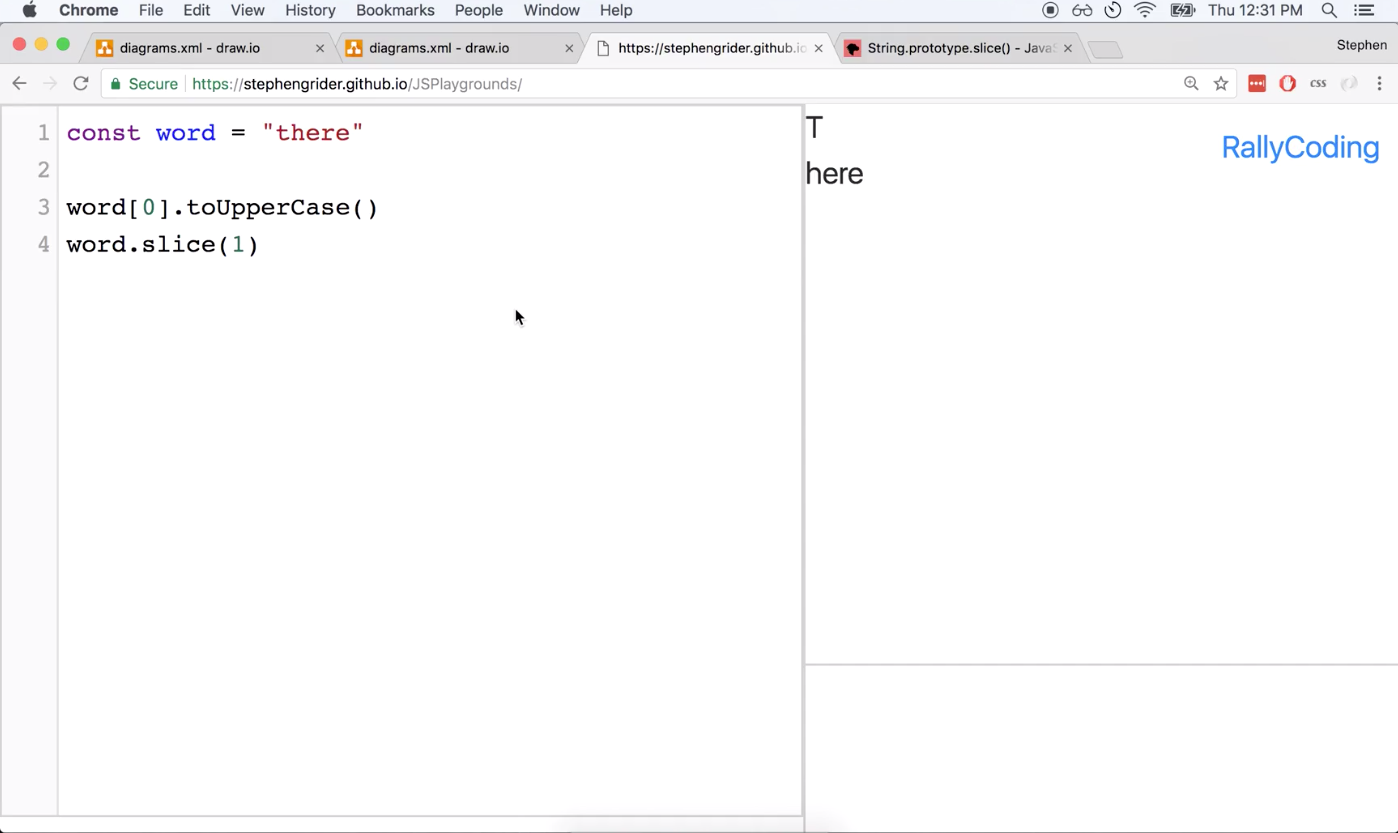 Chrome File Edit View History Bookmarks People Window Help Thu 12:31 PM
diagrams.xml - draw.io diagrams.xml - draw.io https://stephengrider.github.io String.prototype.slice() - Java Stephen
Secure https://stephengrider.github.io/JSPlaygrounds/ css
1 const word = "there"
2
3 word[0].toUpperCase()
4 word.slice(1)
T
here
RallyCoding